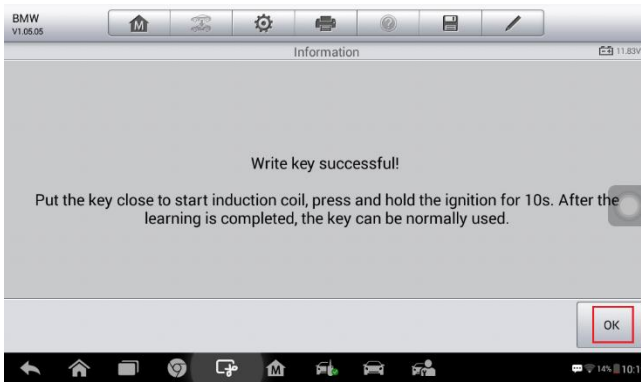 BMW
V1.05.05
Information
11.83V
Write key successful!
Put the key close to start induction coil, press and hold the ignition for 10s. After the
learning is completed, the key can be normally used.
OK
14% 10:1